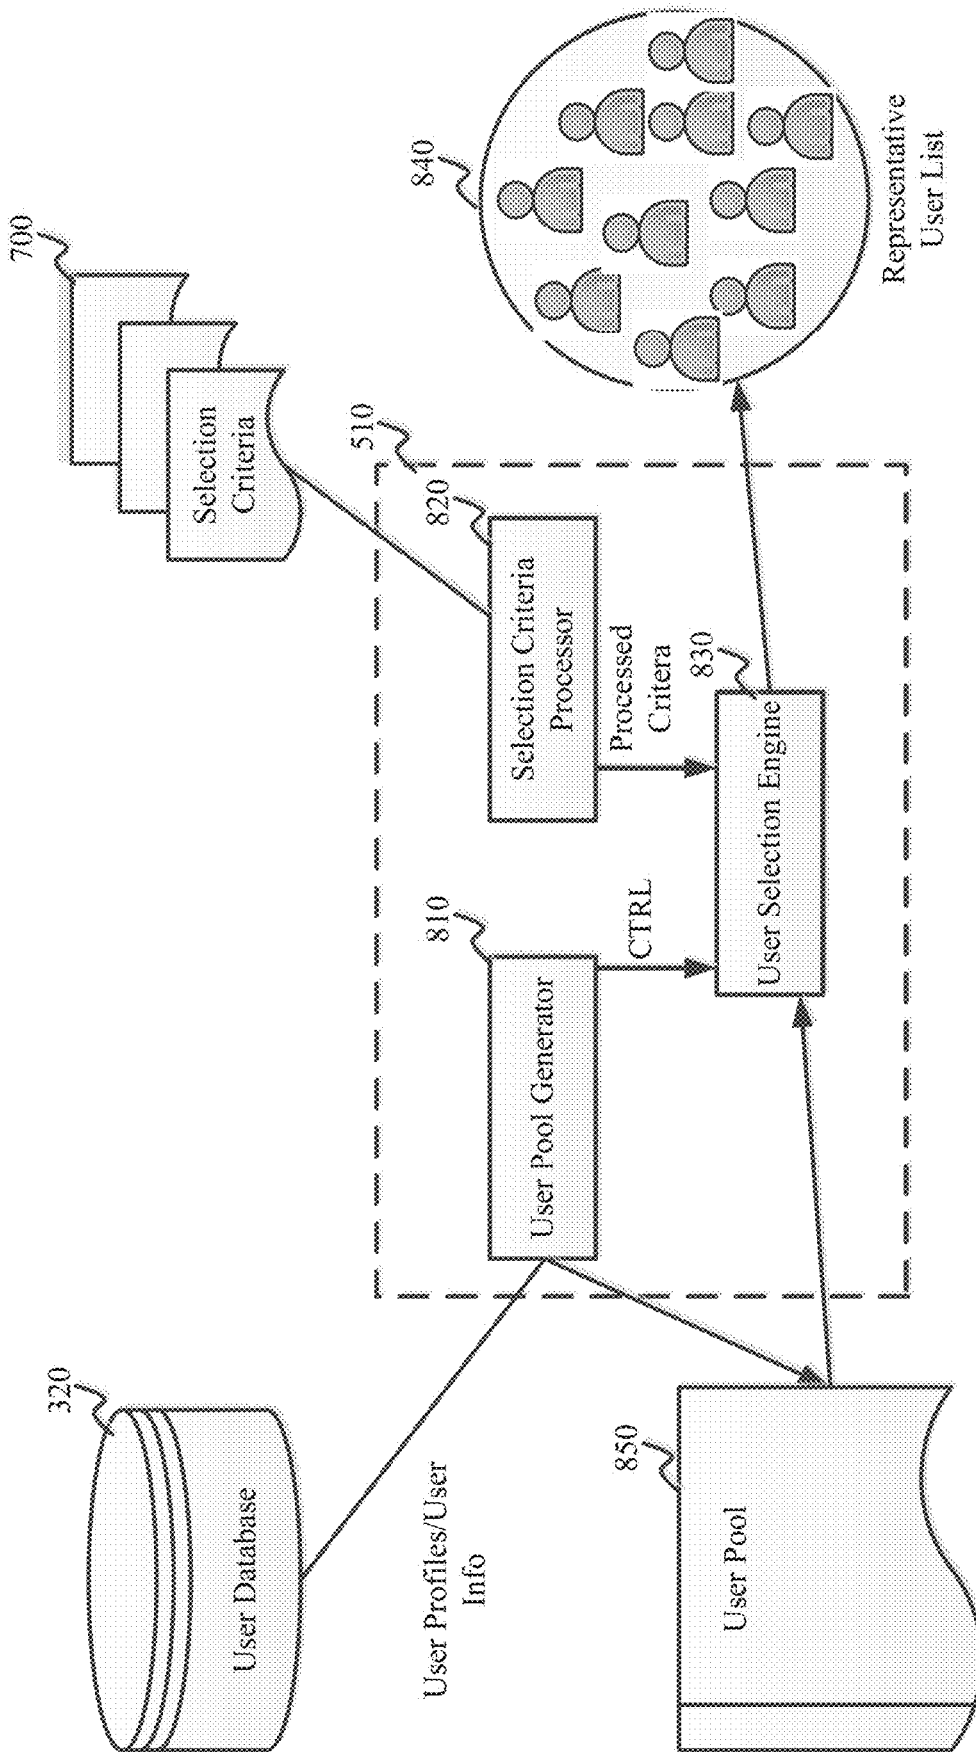 320
User Database
User Profiles/User
Info
850
User Pool
700
Selection
Criteria
510
810
User Pool Generator
CTRL
820
Selection Criteria
Processor
Processed
Critera
830
User Selection Engine
840
Representative
User List